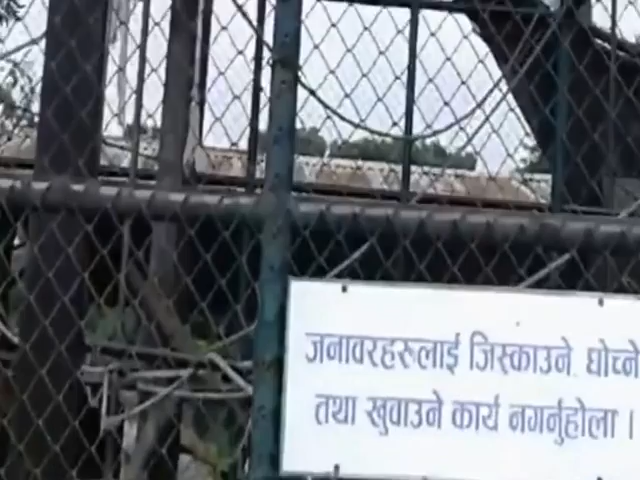 जनावरहरुलाई जिस्काउने, घोच्ने
तथा खुवाउने कार्य नगर्नुहोला ।